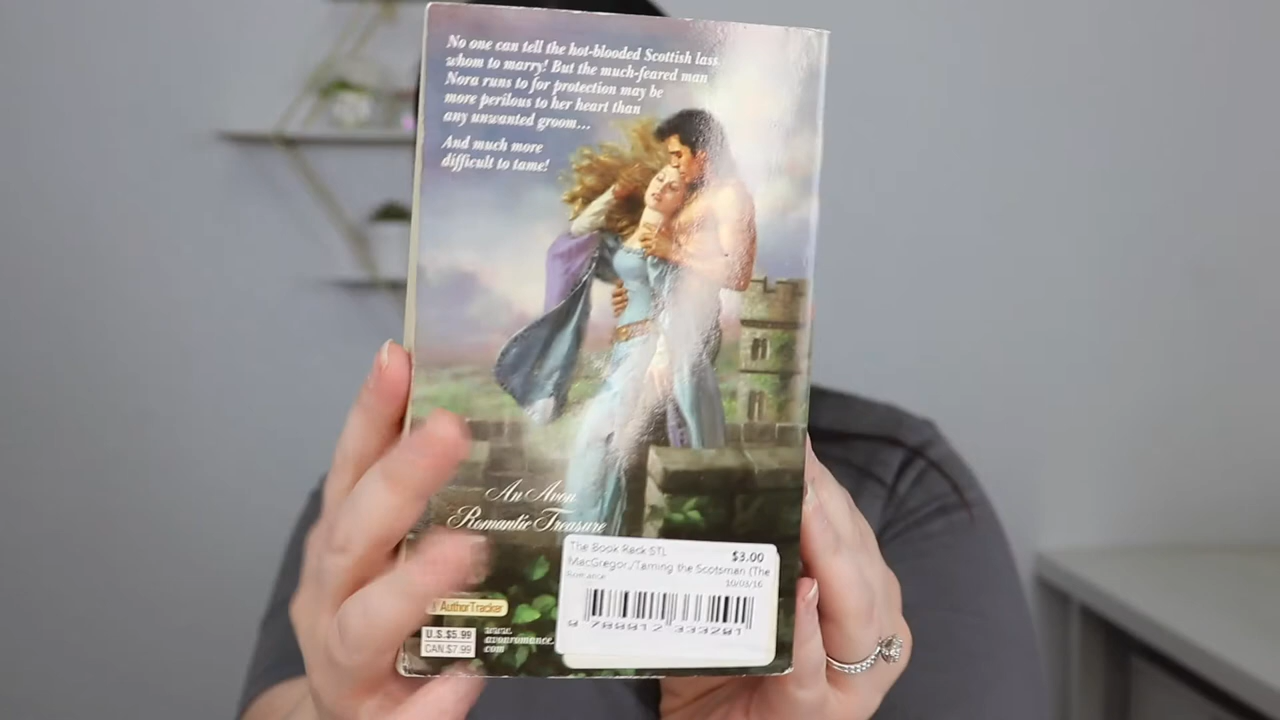 No one can tell the hot-blooded Scottish lass
whom to marry! But the much-feared man
Nora runs to for protection may be
more perilous to her heart than
any unwanted groom...
And much more
difficult to tame!
An Avon
Romantic Treasure
The Book Rack STL
$3.00
MacGregor,/Taming the Scotsman (The
Romance
10/03/16
AuthorTracker
U.S.$5.99
CAN.$7.99
www.
avonromance.
com